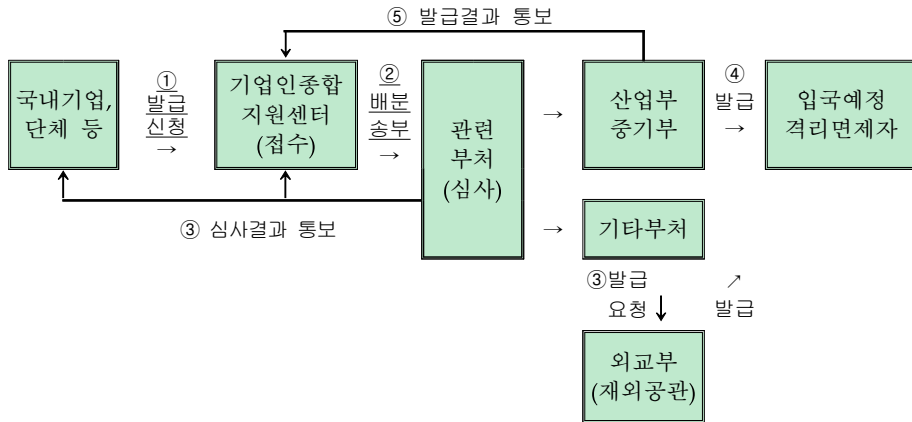 ⑤ 발급결과 통보
국내기업,
단체 등
①
발급
신청
→
기업인종합
지원센터
(접수)
②
배분
송부
→
관련
부처
(심사)
→
산업부
중기부
④
발급
→
입국예정
격리면제자
③ 심사결과 통보
→
기타부처
③발급
요청
↗
발급
외교부
(재외공관)